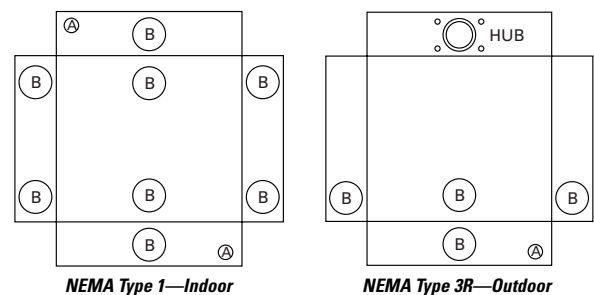 A B HUB
B B B
B B B B B B
B B
A A
NEMA Type 1—Indoor NEMA Type 3R—Outdoor